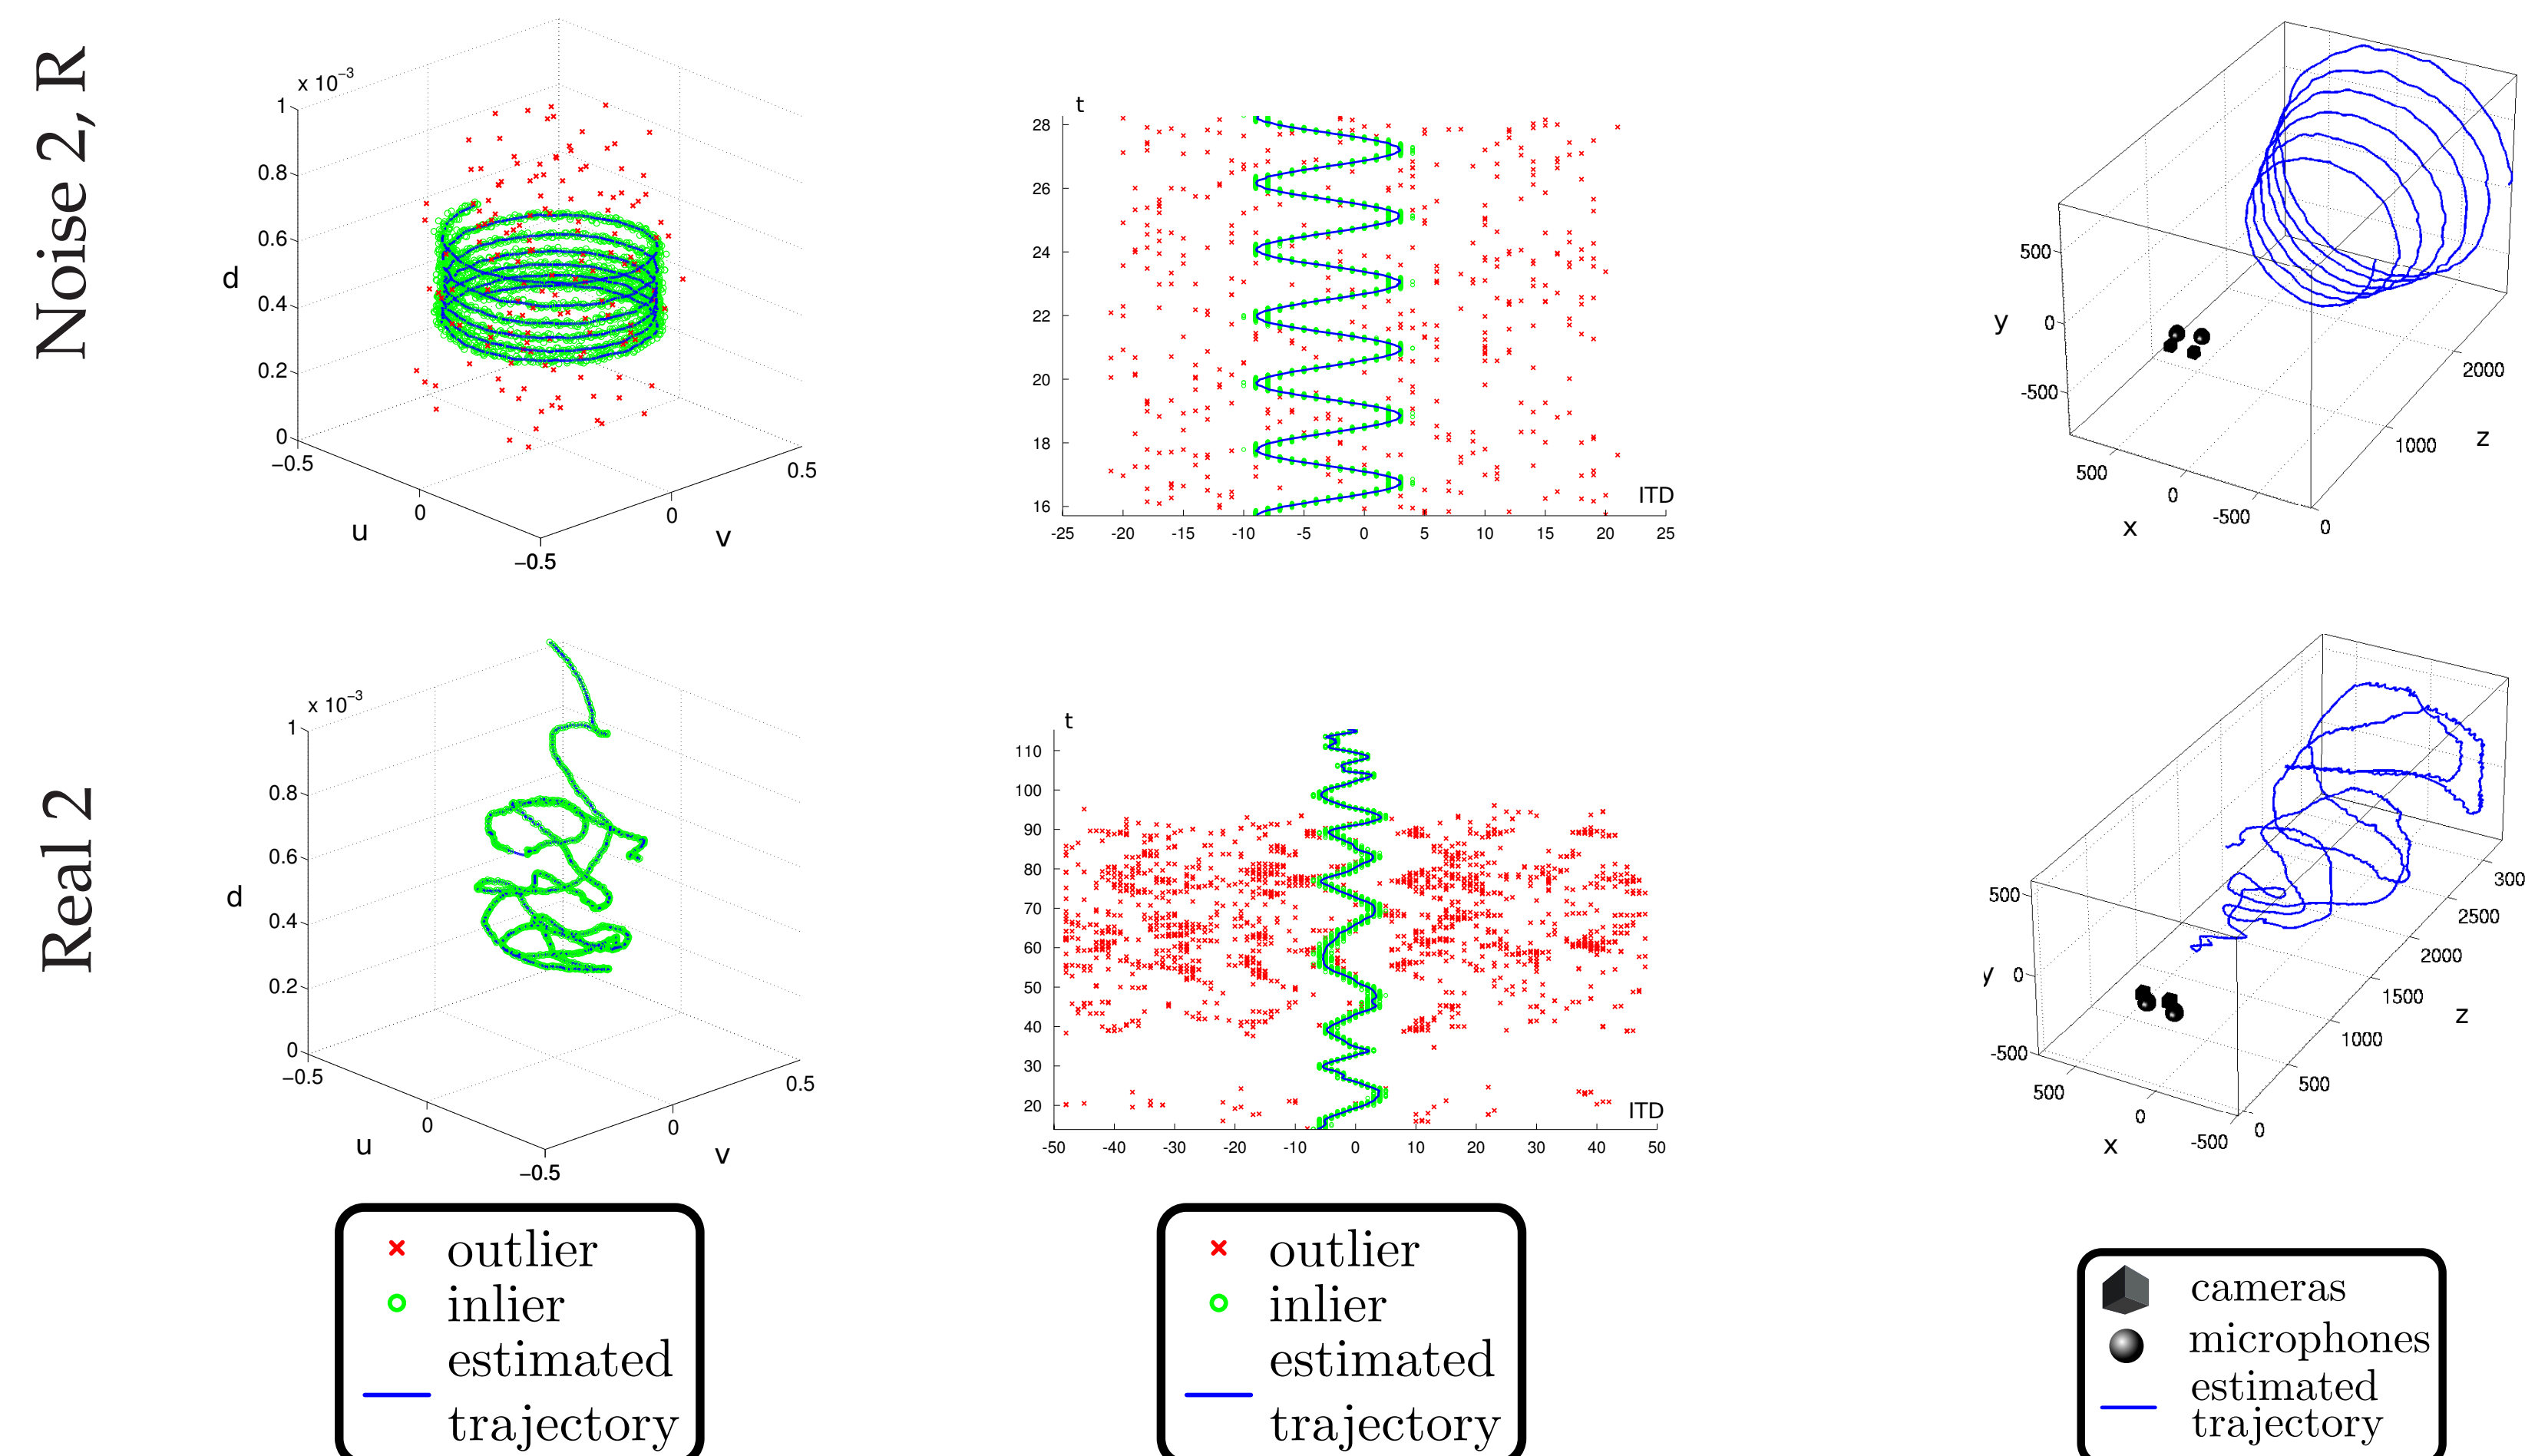 Noise 2, R
x 10⁻³
1
0.8
0.6
0.4
0.2
0
d
−0.5
0
u
−0.5
0
v
0.5
t
28
26
24
22
20
18
16
ITD
-25 -20 -15 -10 -5 0 5 10 15 20 25
500
0
-500
y
500
0
-500
x
0
1000
2000
z
Real 2
x 10⁻³
1
0.8
0.6
0.4
0.2
0
d
−0.5
0
u
−0.5
0
v
0.5
t
110
100
90
80
70
60
50
40
30
20
ITD
-50 -40 -30 -20 -10 0 10 20 30 40 50
500
0
-500
y
500
0
-500
x
0
500
1000
1500
2000
2500
300
z
outlier
inlier
estimated
trajectory
outlier
inlier
estimated
trajectory
cameras
microphones
estimated
trajectory